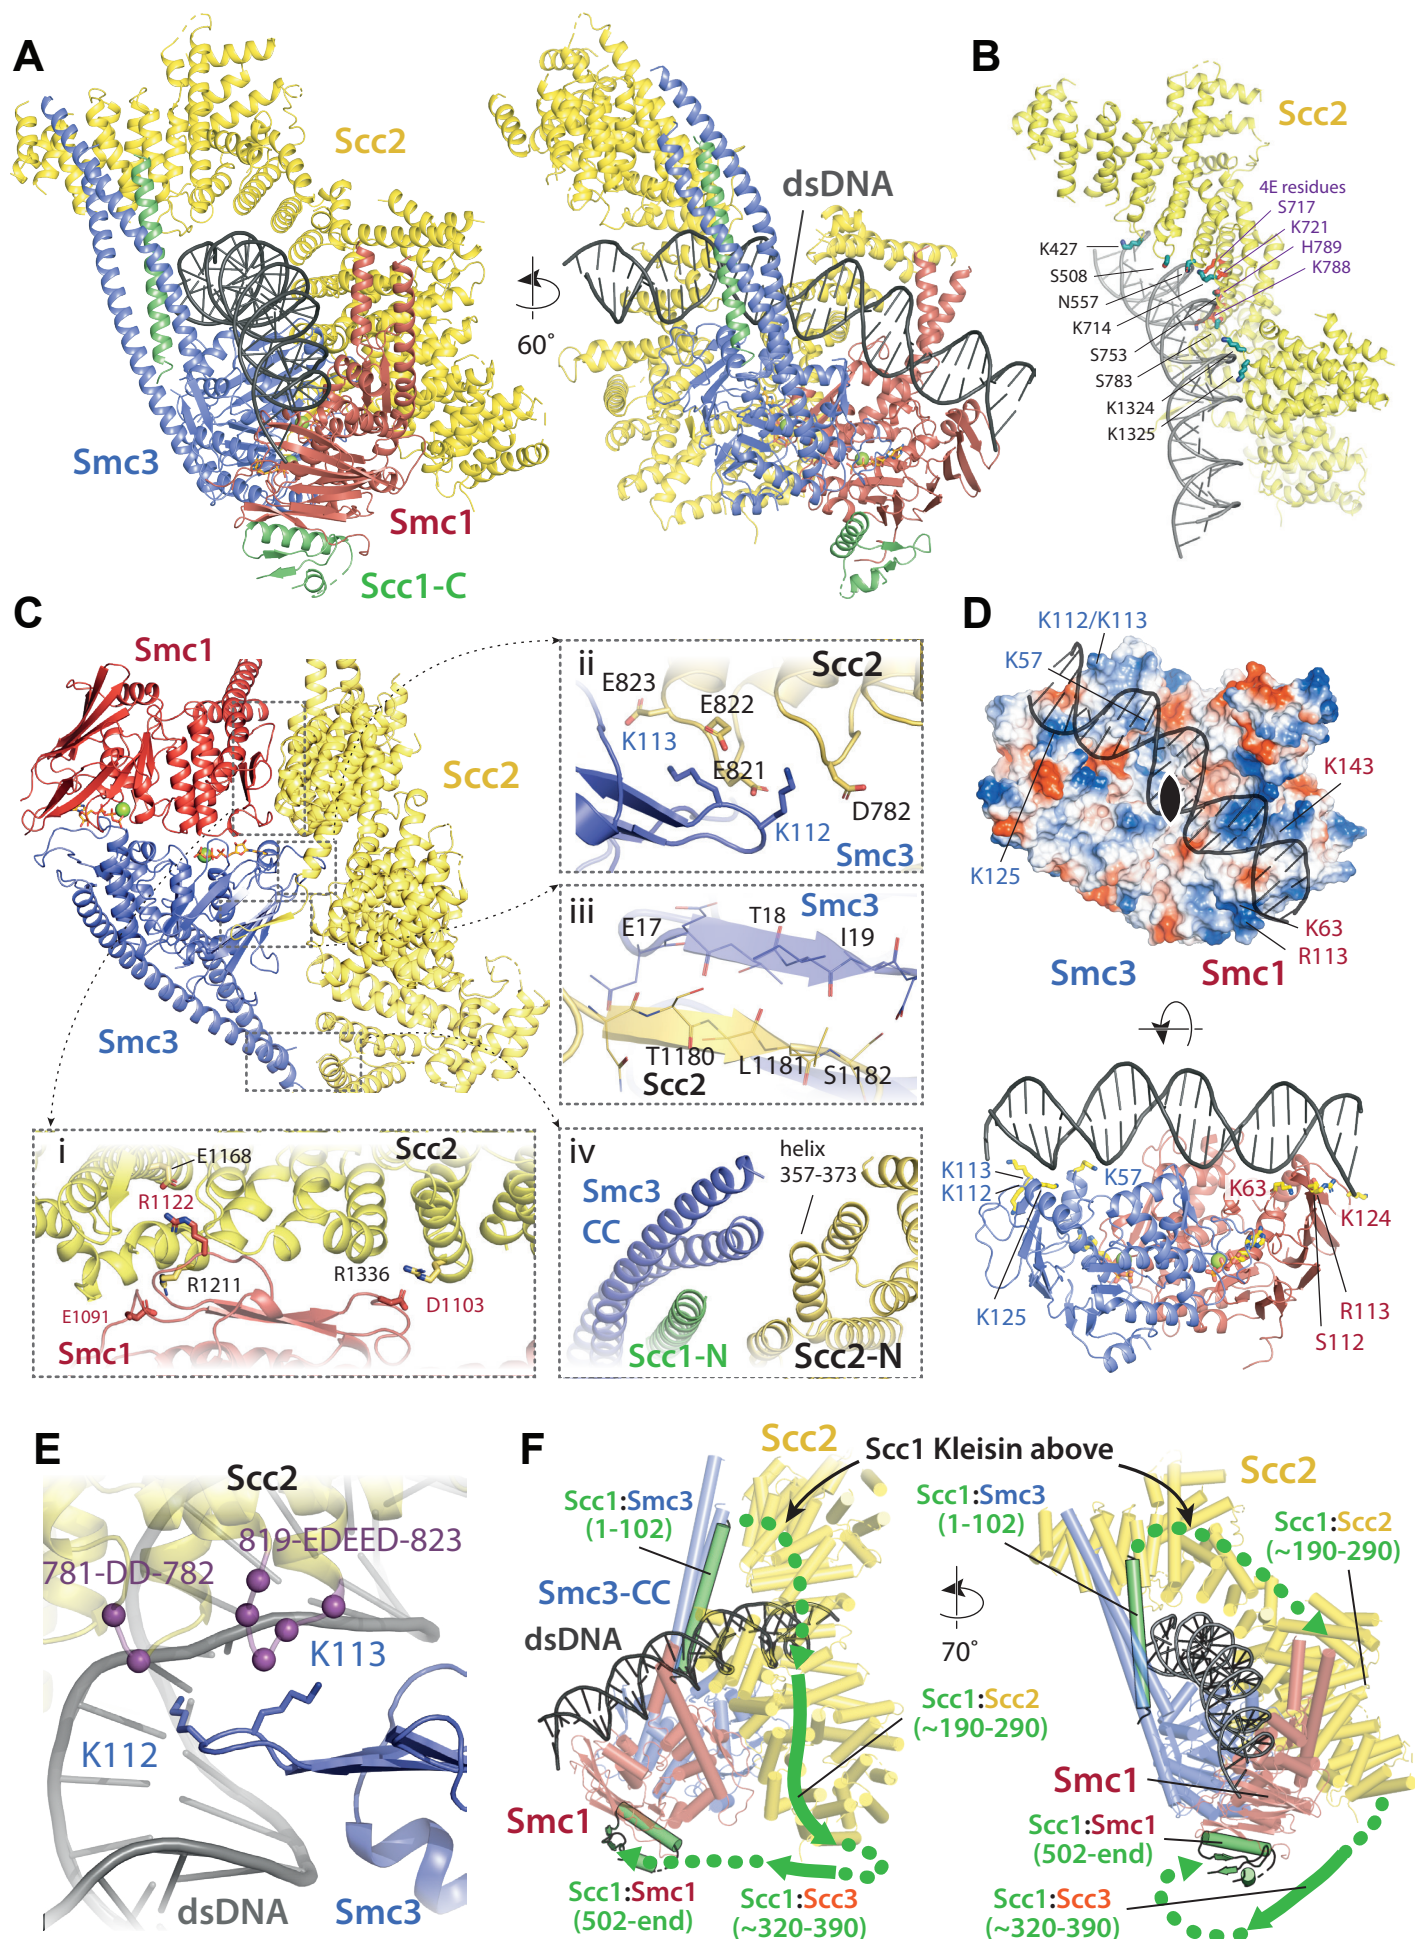 A
Scc2
Smc3
Smc1
Scc1-C
60°
dsDNA
B
Scc2
4E residues
S717
K721
H789
K788
K427
S508
N557
K714
S753
S783
K1324
K1325
C
Smc1
Scc2
Smc3
i
Scc2
E1168
R1122
R1211
R1336
E1091
D1103
Smc1
ii
Scc2
E823
E822
K113
E821
D782
K112
Smc3
iii
Smc3
E17
T18
I19
T1180
L1181
S1182
Scc2
iv
helix
357-373
Smc3
CC
Scc1-N
Scc2-N
D
K112/K113
K57
K143
K125
K63
R113
Smc3
Smc1
K113
K112
K57
K63
K124
K125
R113
S112
E
Scc2
819-EDEED-823
781-DD-782
K113
K112
dsDNA
Smc3
F
Scc2
Scc1 Kleisin above
Scc2
Scc1:Smc3
(1-102)
Scc1:Smc3
(1-102)
Scc1:Scc2
(~190-290)
Smc3-CC
dsDNA
70°
Scc1:Scc2
(~190-290)
Smc1
Smc1
Scc1:Smc1
(502-end)
Scc1:Smc1
(502-end)
Scc1:Scc3
(~320-390)
Scc1:Scc3
(~320-390)